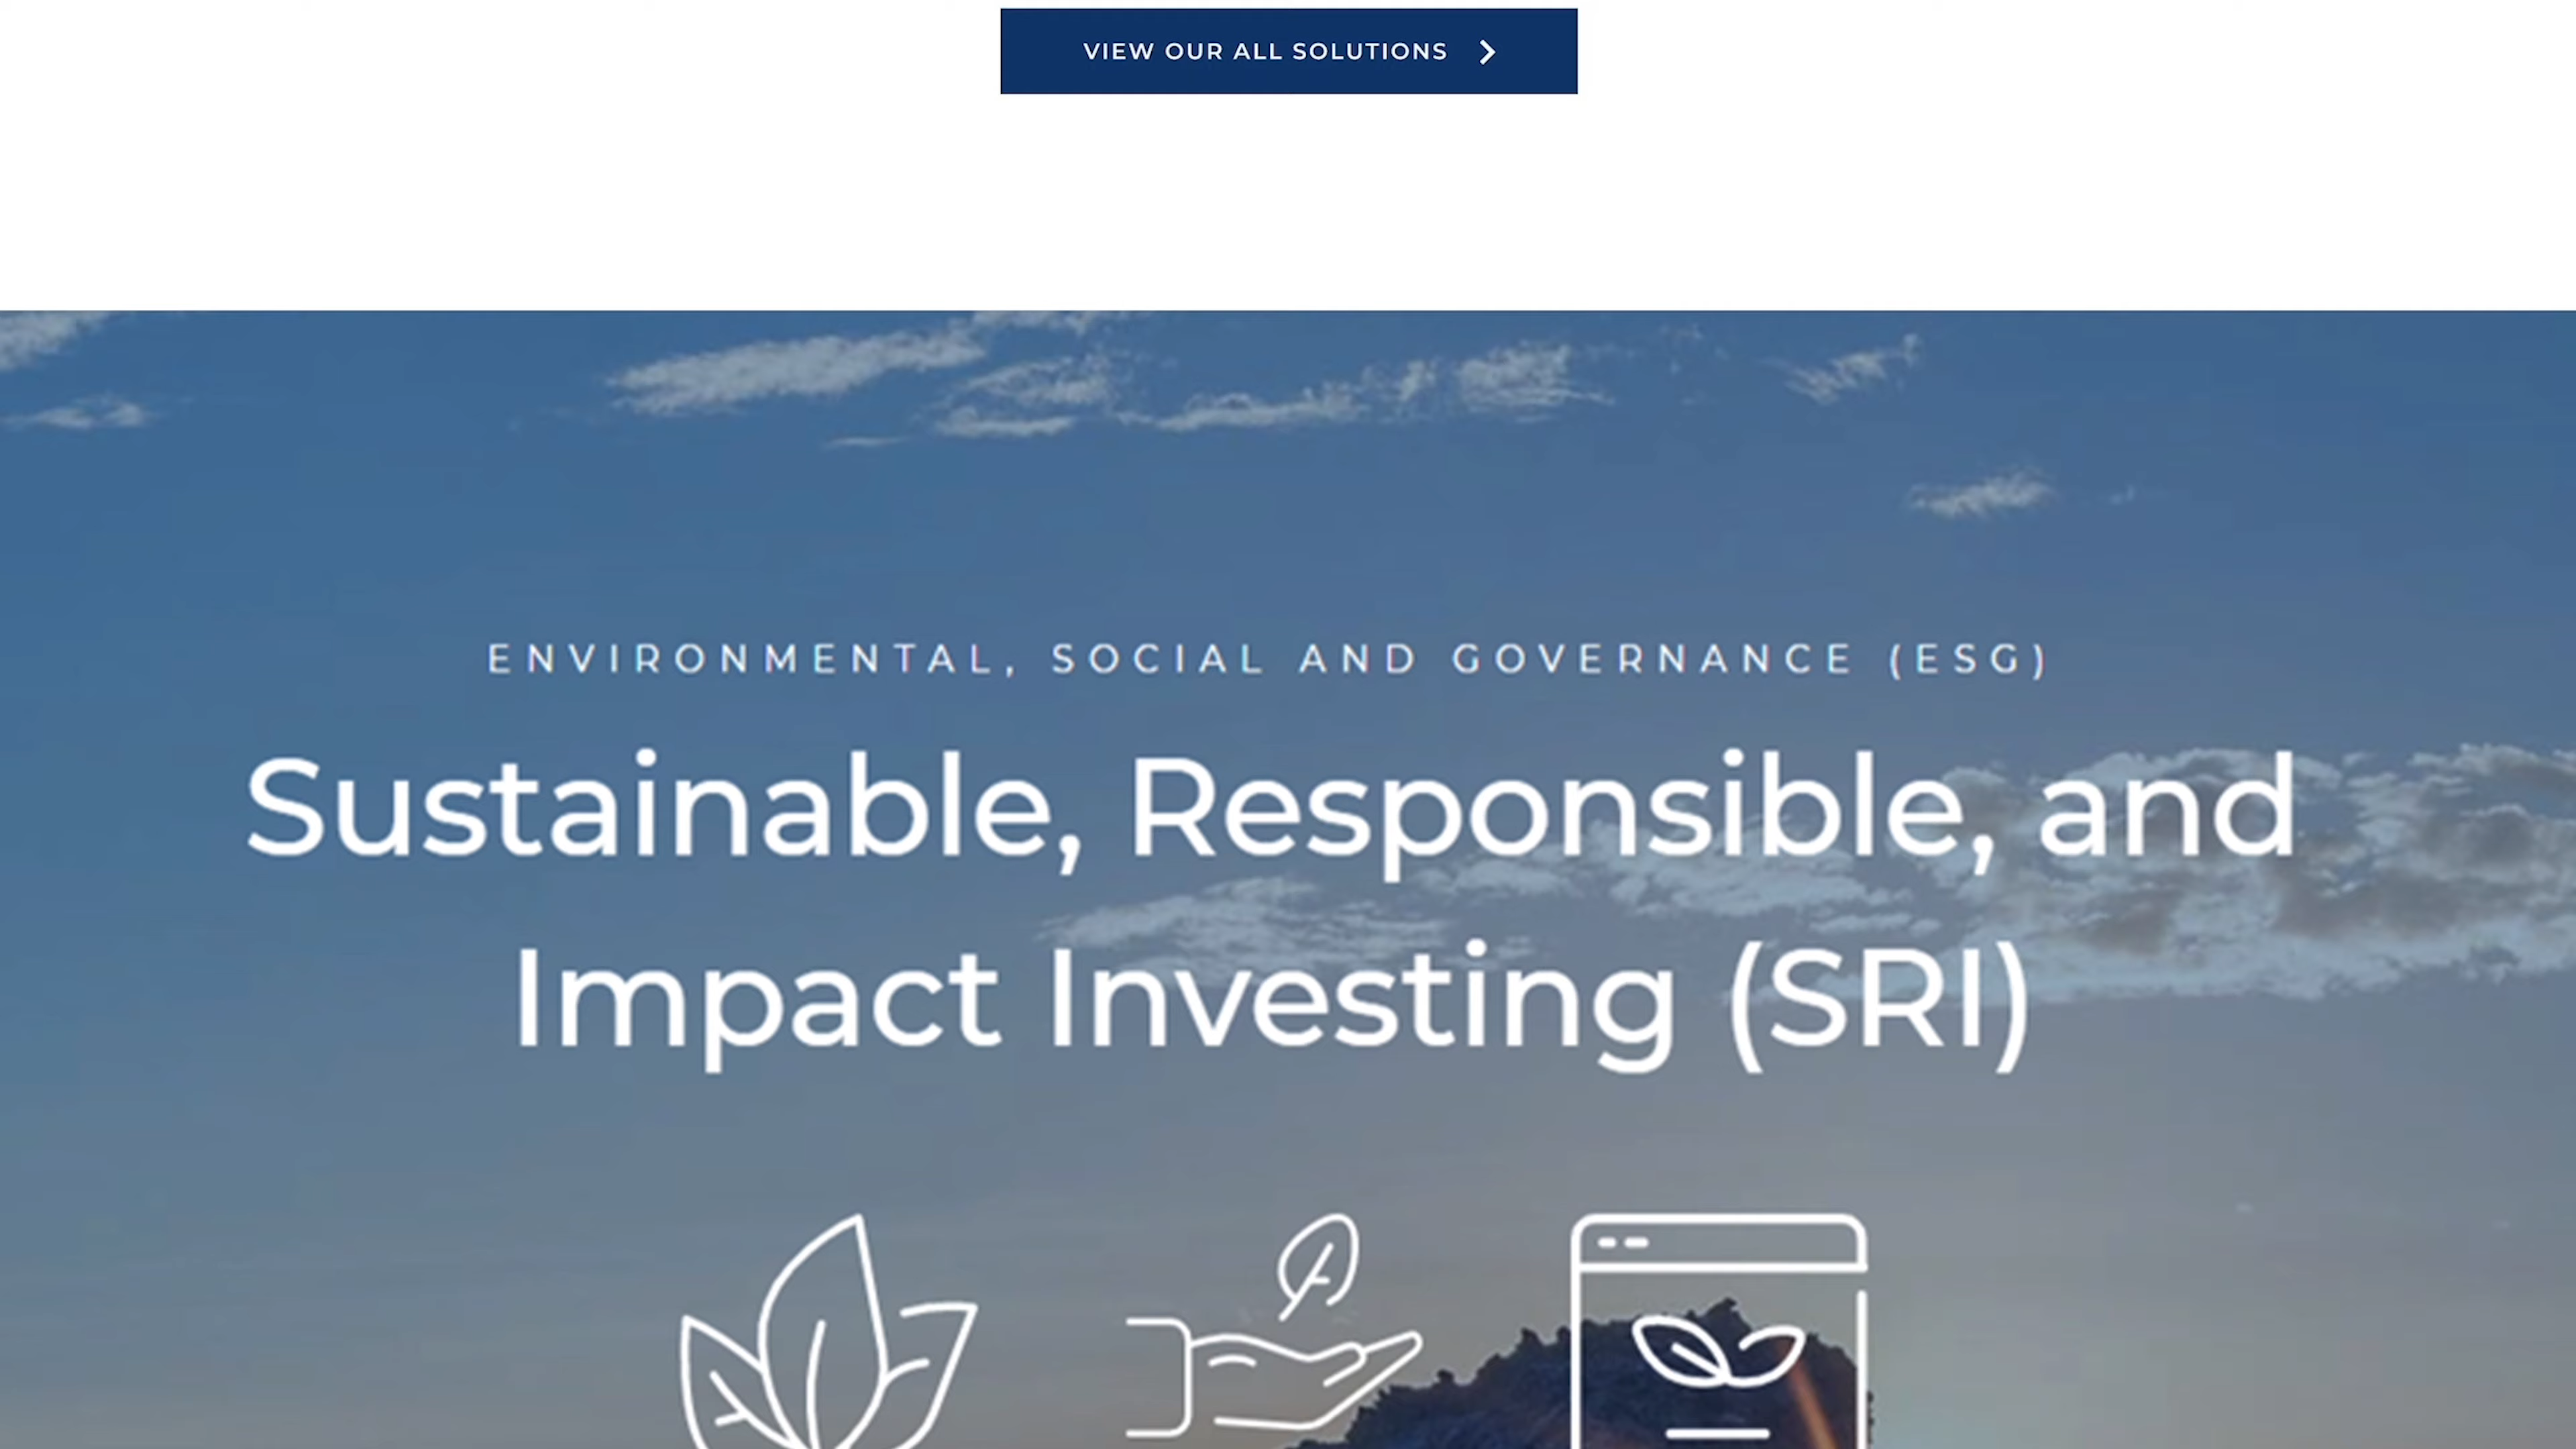 VIEW OUR ALL SOLUTIONS
ENVIRONMENTAL, SOCIAL AND GOVERNANCE (ESG)
Sustainable, Responsible, and
Impact Investing (SRI)